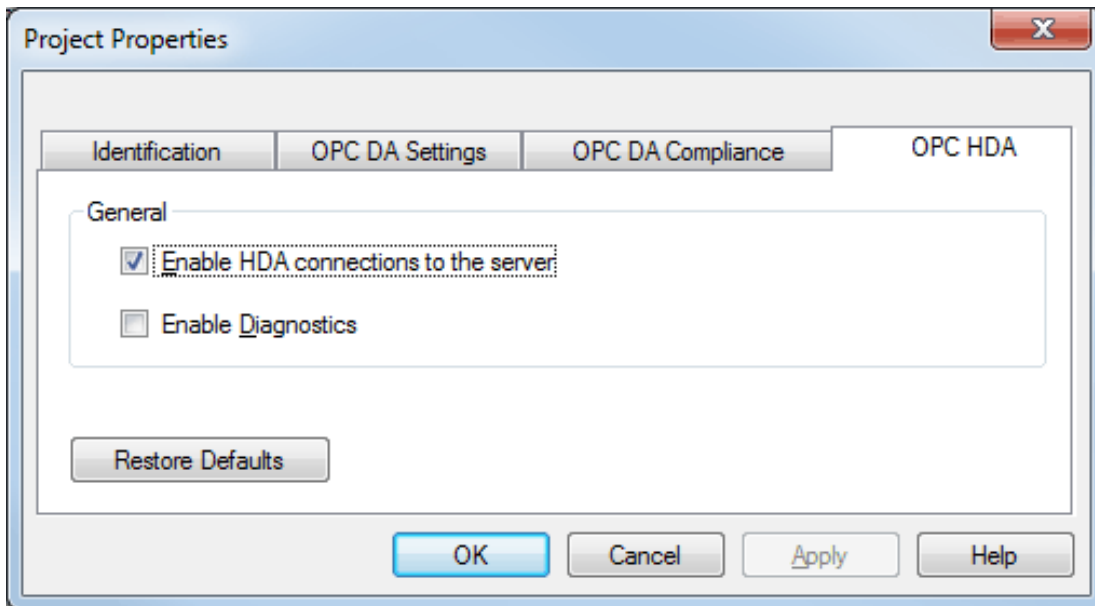 Project Properties
Identification OPC DA Settings OPC DA Compliance OPC HDA
General
Enable HDA connections to the server
Enable Diagnostics
Restore Defaults
OK Cancel Apply Help